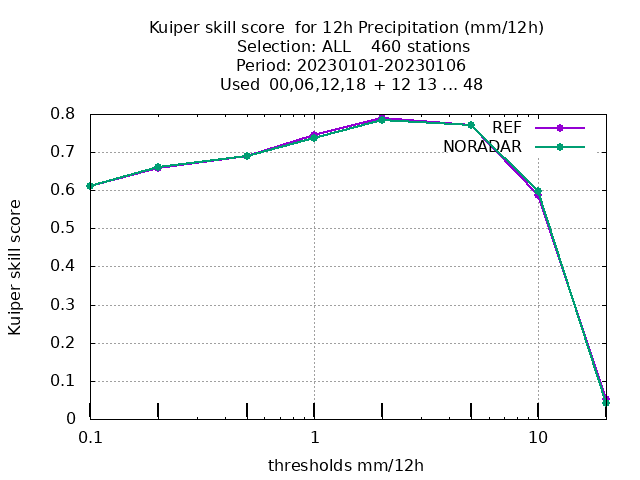 Kuiper skill score  for 12h Precipitation (mm/12h)
Selection: ALL    460 stations
Period: 20230101-20230106
Used  00,06,12,18  + 12 13 ... 48
REF
NORADAR
0.8
0.7
0.6
0.5
0.4
0.3
0.2
0.1
0
Kuiper skill score
0.1 1 10
thresholds mm/12h